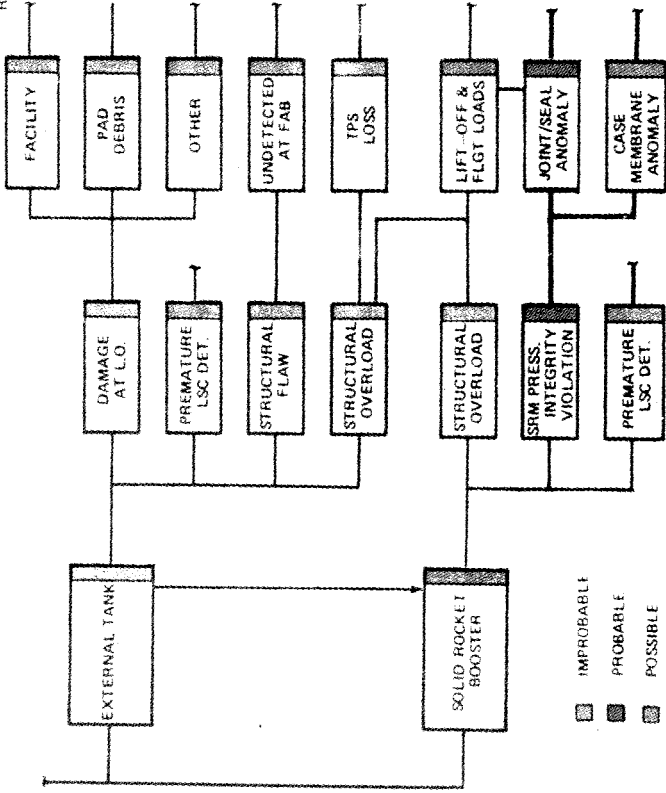 EXTERNAL TANK
SOLID ROCKET
BOOSTER
DAMAGE
AT L.O.
PREMATURE
LSC DET.
STRUCTURAL
FLAW
STRUCTURAL
OVERLOAD
STRUCTURAL
OVERLOAD
SRM PRESS.
INTEGRITY
VIOLATION
PREMATURE
LSC DET.
FACILITY
PAD
DEBRIS
OTHER
UNDETECTED
AT FAB
TPS
LOSS
LIFT-OFF &
FLGT LOADS
JOINT/SEAL
ANOMALY
CASE
MEMBRANE
ANOMALY
IMPROBABLE
PROBABLE
POSSIBLE